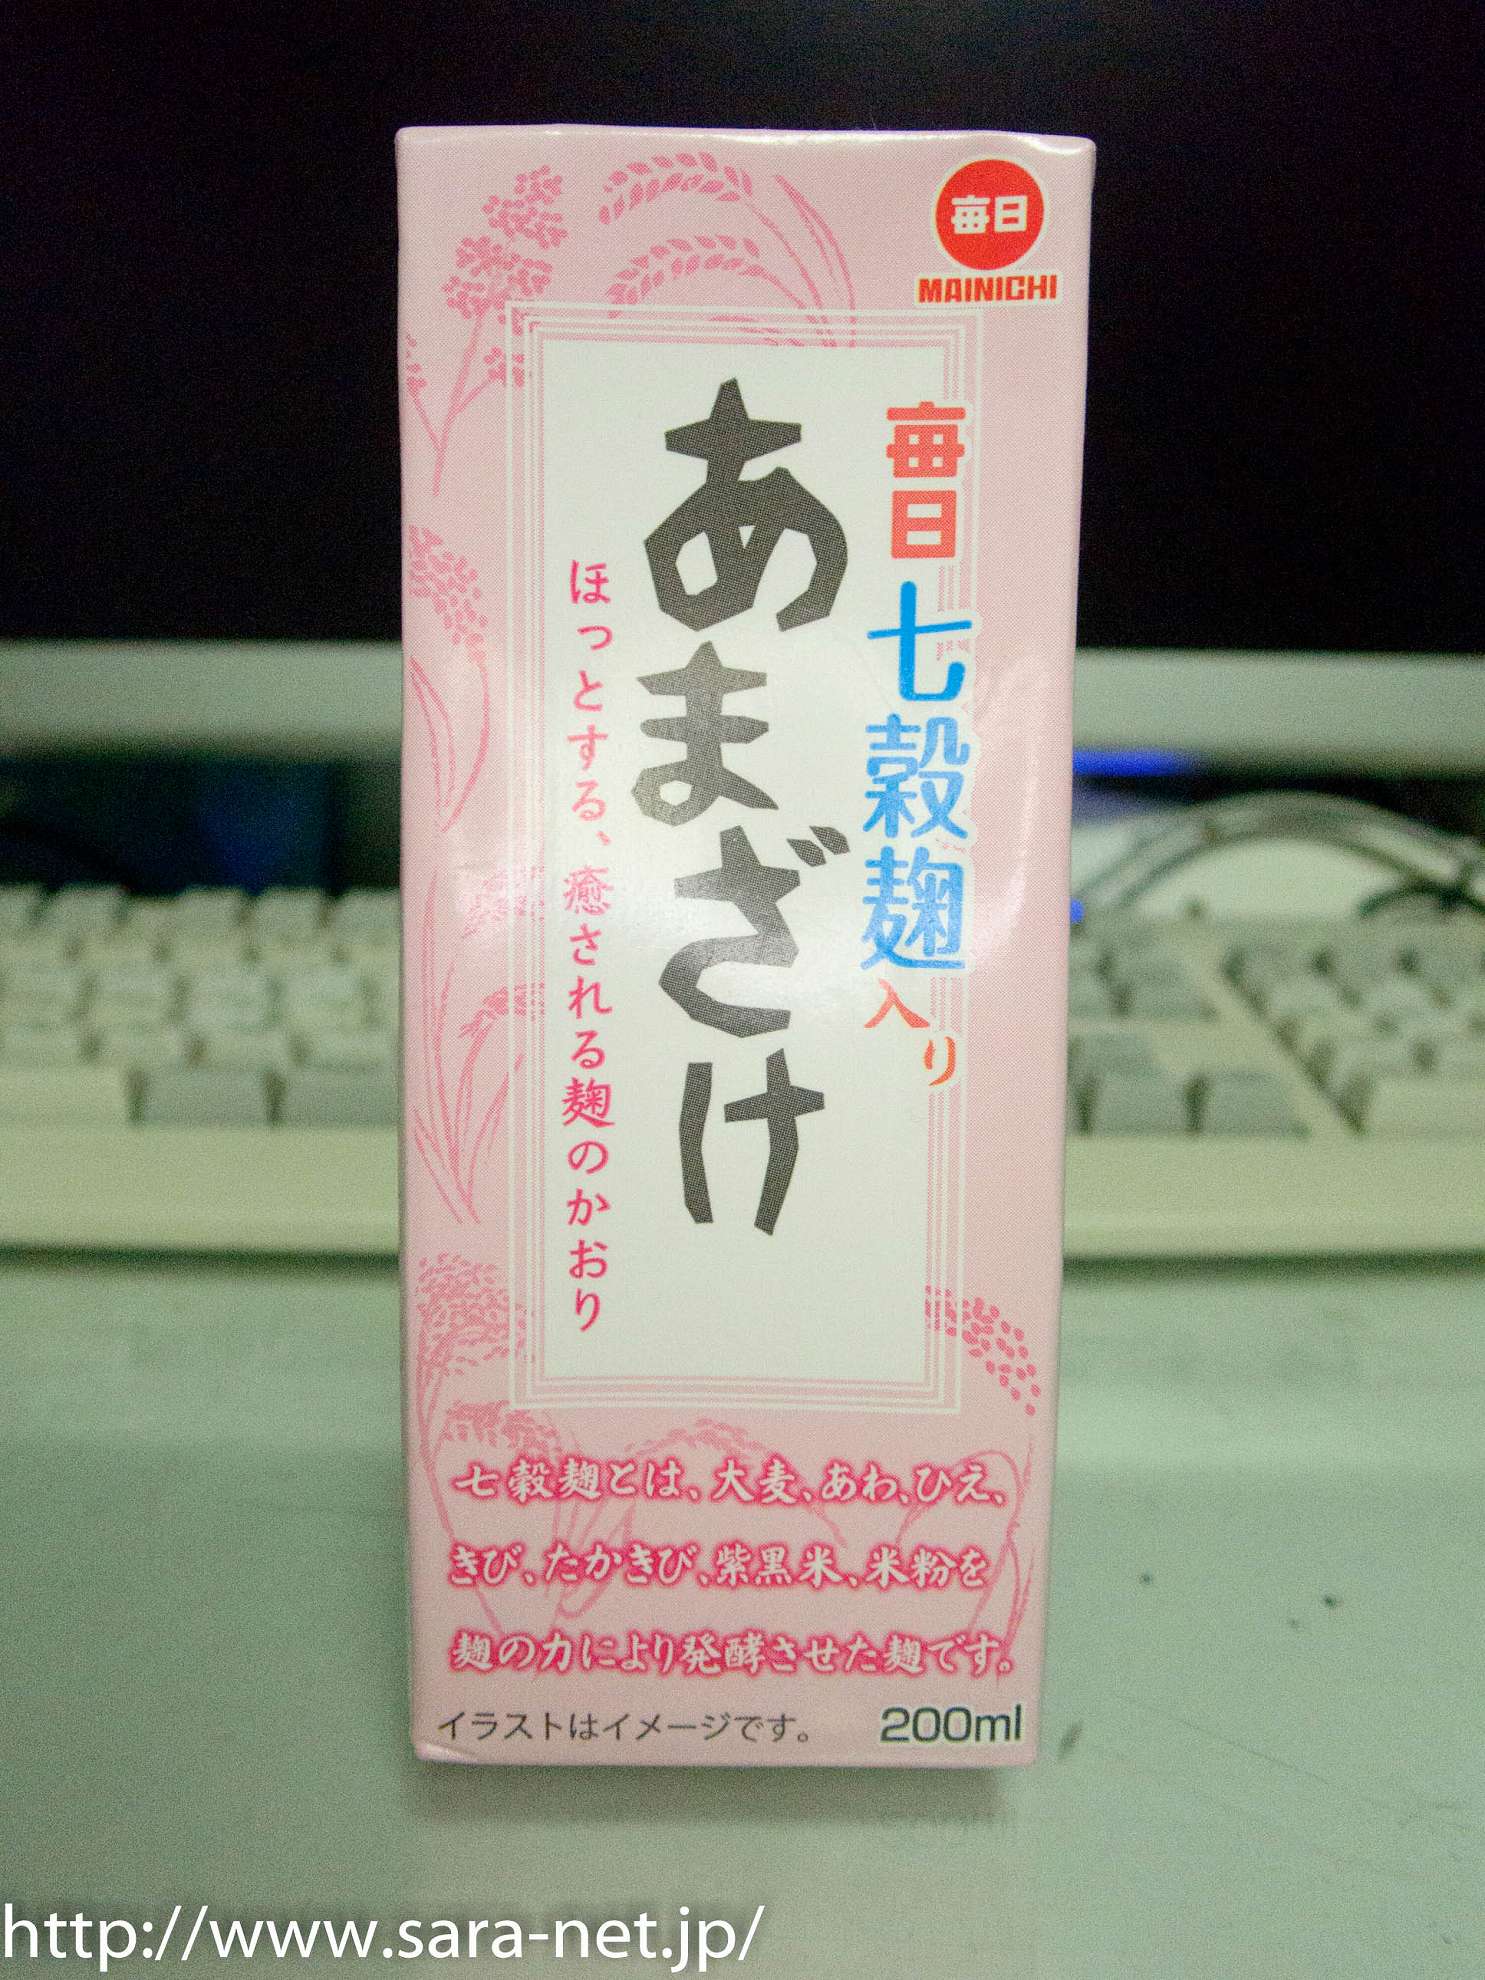 毎日
MAINICHI
毎日七穀麹入り
あまざけ
ほっとする、癒される麹のかおり
七穀麹とは、大麦、あわ、ひえ、
きび、たかきび、紫黒米、米粉を
麹の力により発酵させた麹です。
イラストはイメージです。
200ml
http://www.sara-net.jp/